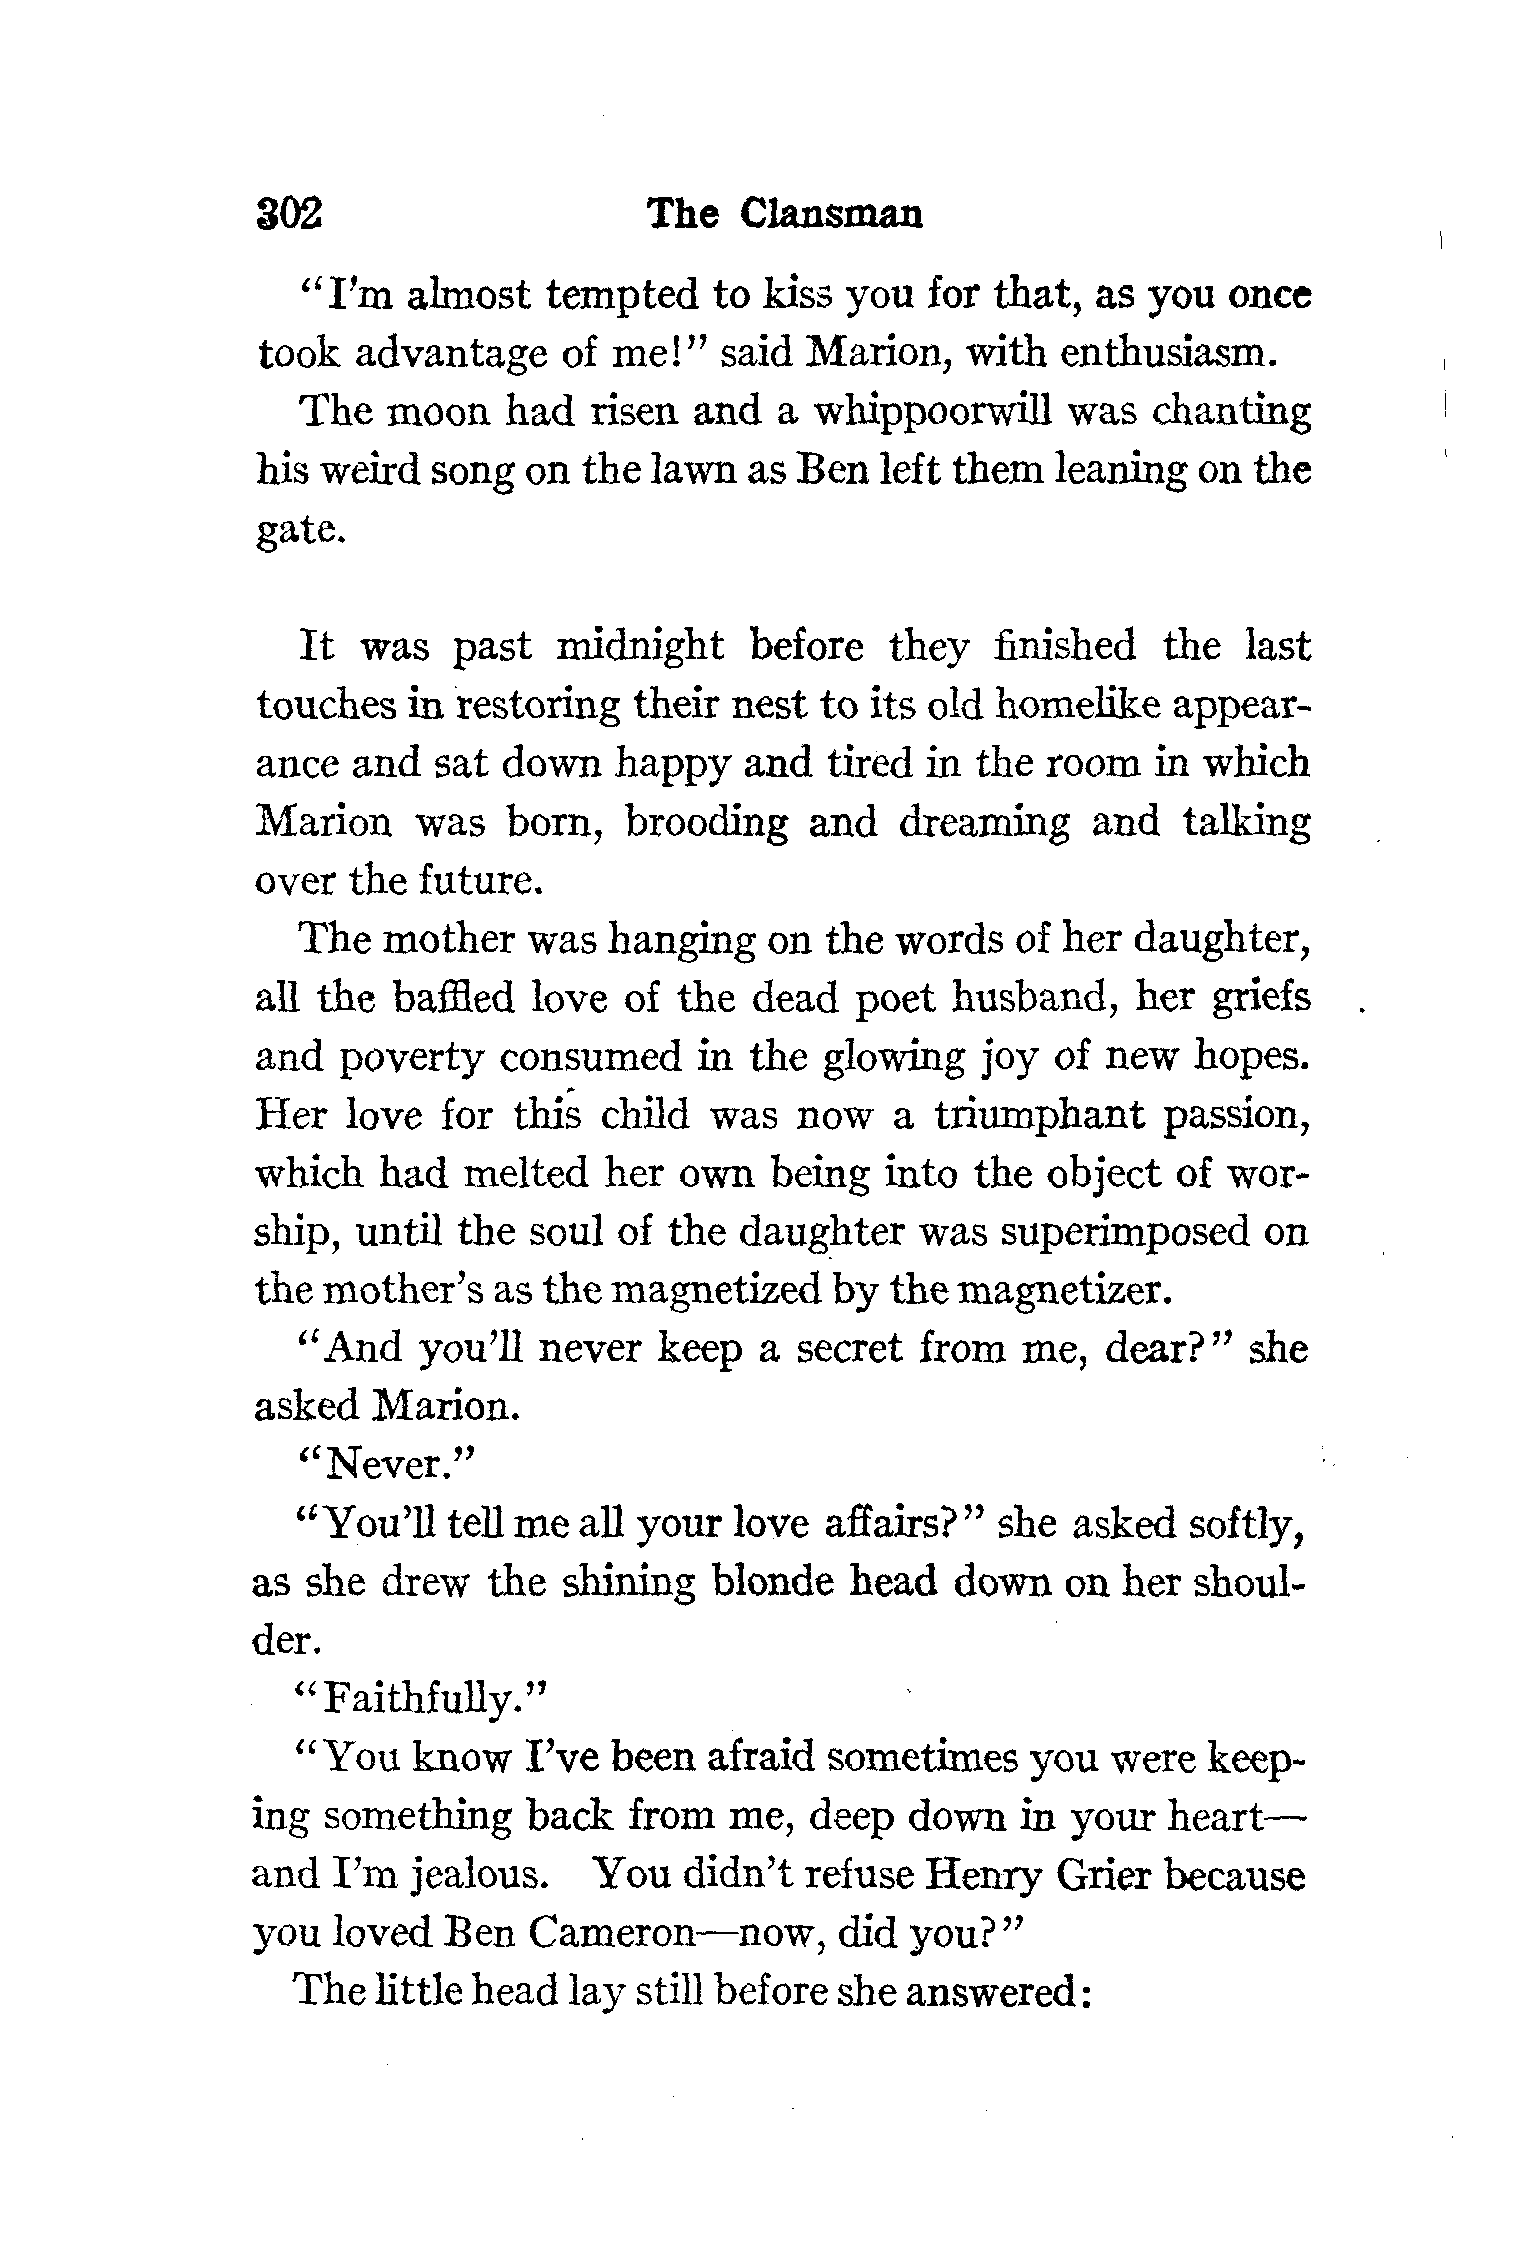 302 The Clansman
"I'm almost tempted to kiss you for that, as you once
took advantage of me!" said Marion, with enthusiasm.
The moon had risen and a whippoorwill was chanting
his weird song on the lawn as Ben left them leaning on the
gate.
It was past midnight before they finished the last
touches in restoring their nest to its old homelike appear-
ance and sat down happy and tired in the room in which
Marion was born, brooding and dreaming and talking
over the future.
The mother was hanging on the words of her daughter,
all the baffled love of the dead poet husband, her griefs
and poverty consumed in the glowing joy of new hopes.
Her love for this child was now a triumphant passion,
which had melted her own being into the object of wor-
ship, until the soul of the daughter was superimposed on
the mother's as the magnetized by the magnetizer.
"And you'll never keep a secret from me, dear?" she
asked Marion.
"Never."
"You'll tell me all your love affairs?" she asked softly,
as she drew the shining blonde head down on her shoul-
der.
"Faithfully."
"You know I've been afraid sometimes you were keep-
ing something back from me, deep down in your heart—
and I'm jealous. You didn't refuse Henry Grier because
you loved Ben Cameron—now, did you?"
The little head lay still before she answered: